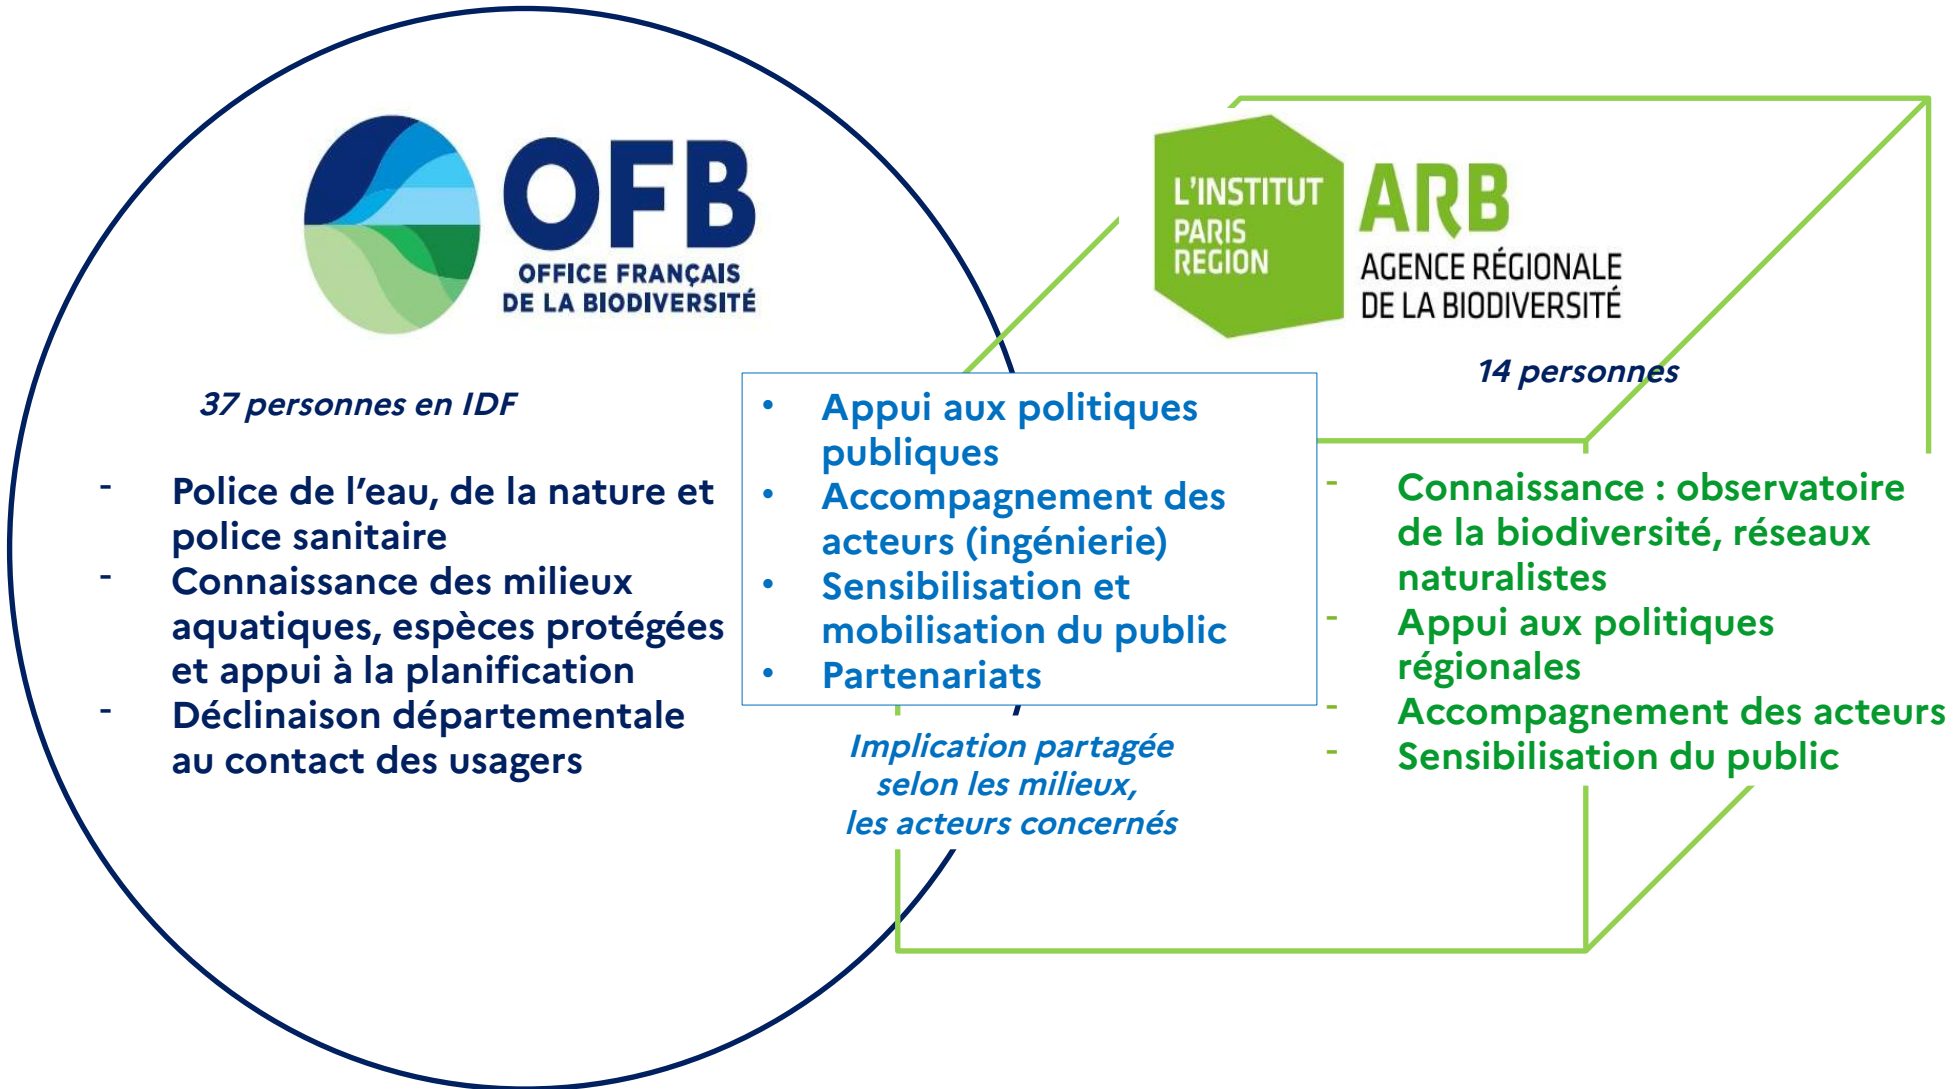 OFB
OFFICE FRANÇAIS
DE LA BIODIVERSITÉ
37 personnes en IDF
- Police de l’eau, de la nature et
police sanitaire
- Connaissance des milieux
aquatiques, espèces protégées
et appui à la planification
- Déclinaison départementale
au contact des usagers
• Appui aux politiques
publiques
• Accompagnement des
acteurs (ingénierie)
• Sensibilisation et
mobilisation du public
• Partenariats
Implication partagée
selon les milieux,
les acteurs concernés
L’INSTITUT
PARIS
REGION
ARB
AGENCE RÉGIONALE
DE LA BIODIVERSITÉ
14 personnes
- Connaissance : observatoire
de la biodiversité, réseaux
naturalistes
- Appui aux politiques
régionales
- Accompagnement des acteurs
- Sensibilisation du public